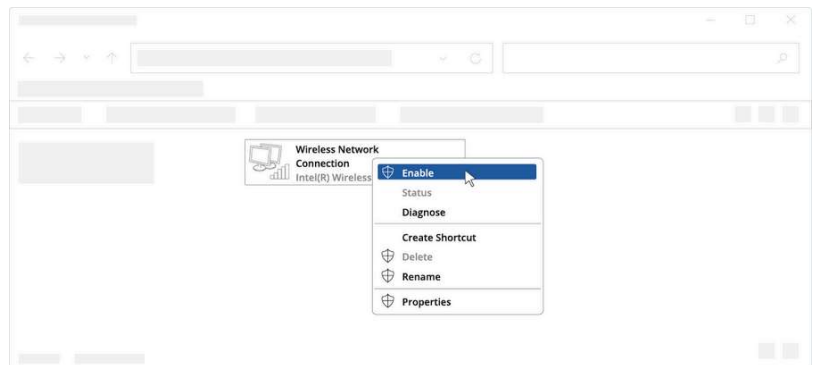 Wireless Network
Connection
Intel(R) Wireless
Enable
Status
Diagnose
Create Shortcut
Delete
Rename
Properties